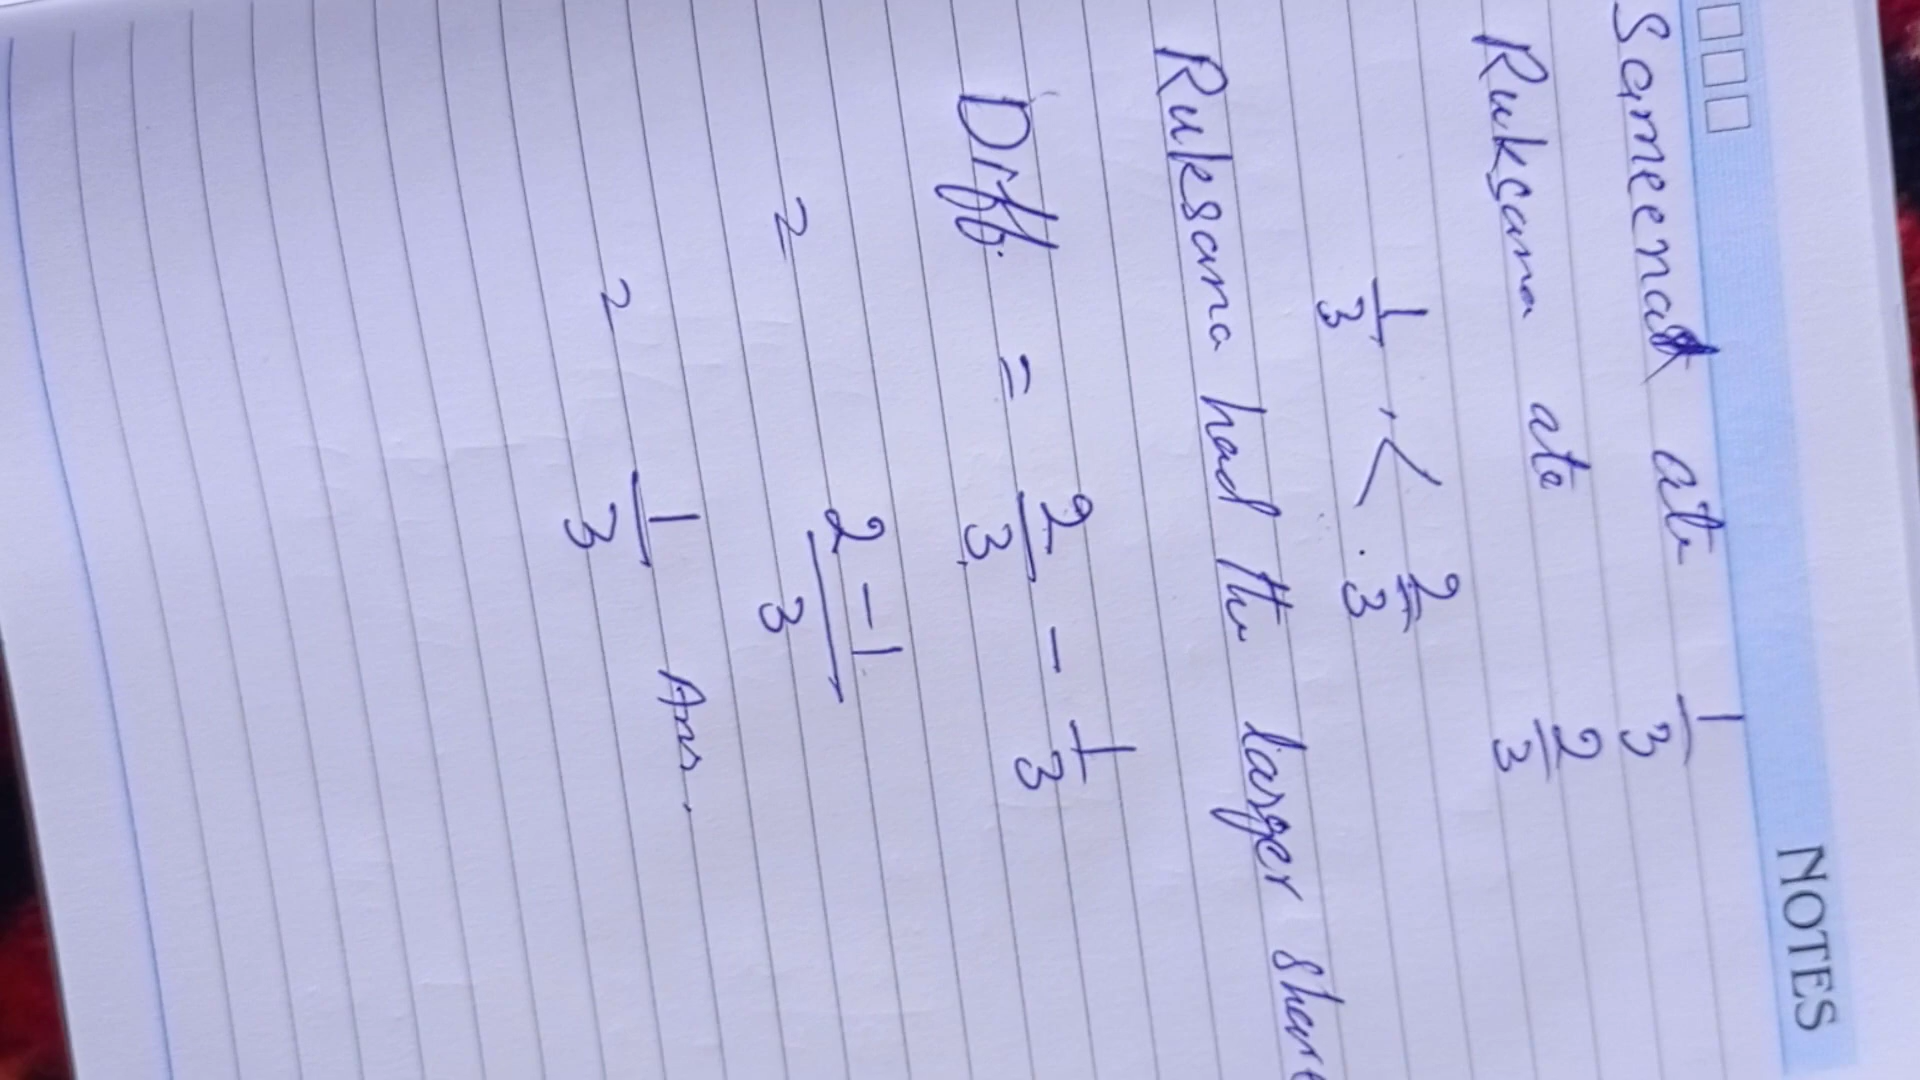 NOTES
Sameena ate 1/3
Ruksana ate 2/3
1/3 < 2/3
Ruksana had the larger share
Diff. = 2/3 - 1/3
= 2-1/3
= 1/3 Ans.